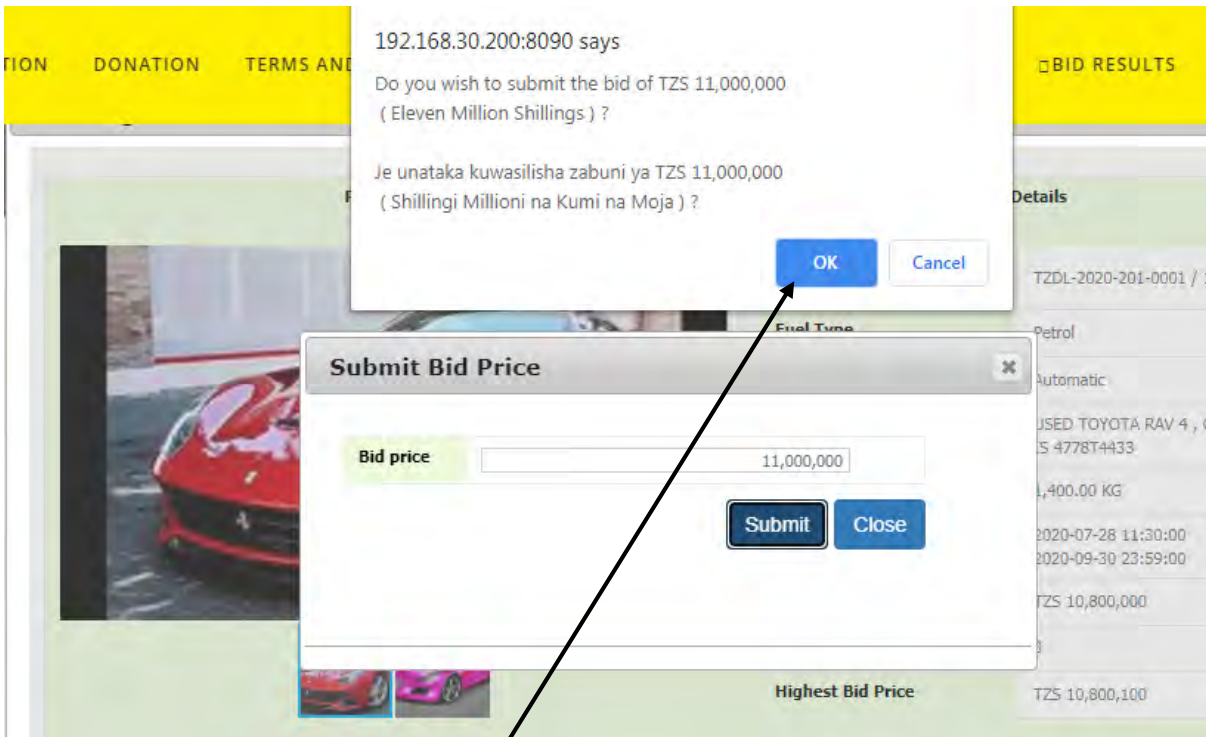 TION DONATION TERMS AND
▯BID RESULTS
192.168.30.200:8090 says
Do you wish to submit the bid of TZS 11,000,000
( Eleven Million Shillings ) ?
Je unataka kuwasilisha zabuni ya TZS 11,000,000
( Shillingi Millioni na Kumi na Moja ) ?
OK Cancel
Details
TZDL-2020-201-0001 /
Fuel Type Petrol
Automatic
USED TOYOTA RAV 4 ,
4778T4433
1,400.00 KG
2020-07-28 11:30:00
2020-09-30 23:59:00
TZS 10,800,000
Submit Bid Price
Bid price 11,000,000
Submit Close
Highest Bid Price TZS 10,800,100